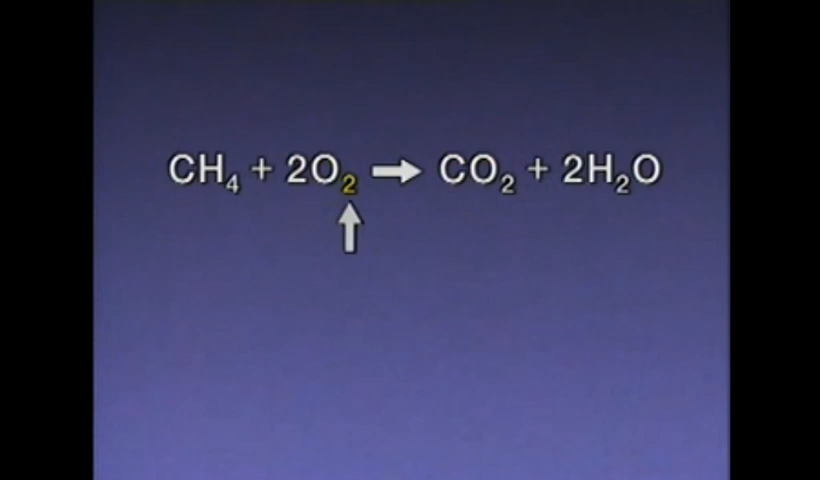 CH₄ + 2O₂ → CO₂ + 2H₂O